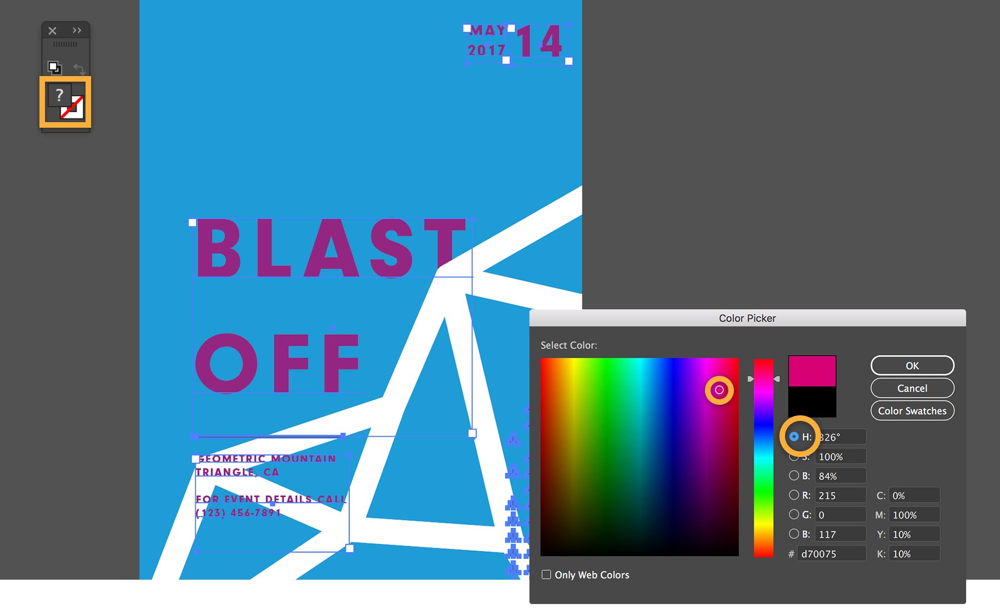 ?
MAY
2017
14
BLAST
OFF
GEOMETRIC MOUNTAIN
TRIANGLE, CA
FOR EVENT DETAILS CALL
(123) 456-7891
Color Picker
Select Color:
OK
Cancel
Color Swatches
H: 326°
S: 100%
B: 84%
R: 215
C: 0%
G: 0
M: 100%
B: 117
Y: 10%
# d70075
K: 10%
Only Web Colors